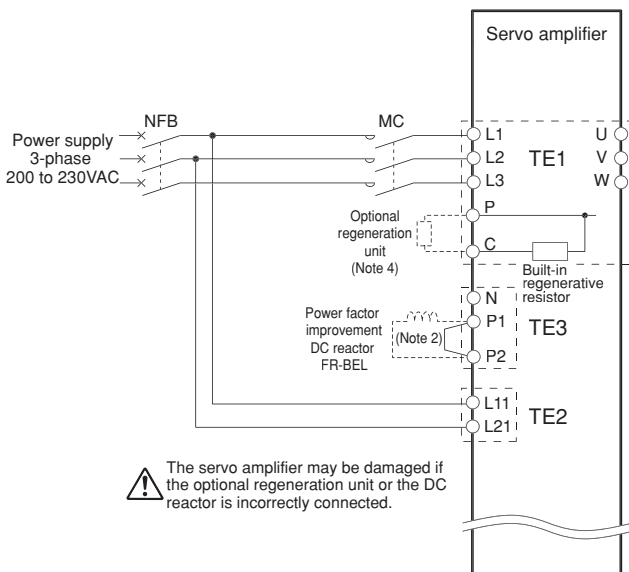 Servo amplifier
NFB
MC
Power supply
3-phase
200 to 230VAC
L1
L2
L3
TE1
U
V
W
P
C
Optional
regeneration
unit
(Note 4)
Built-in
regenerative
resistor
N
P1
P2
TE3
Power factor
improvement
DC reactor
FR-BEL
(Note 2)
L11
L21
TE2
The servo amplifier may be damaged if
the optional regeneration unit or the DC
reactor is incorrectly connected.